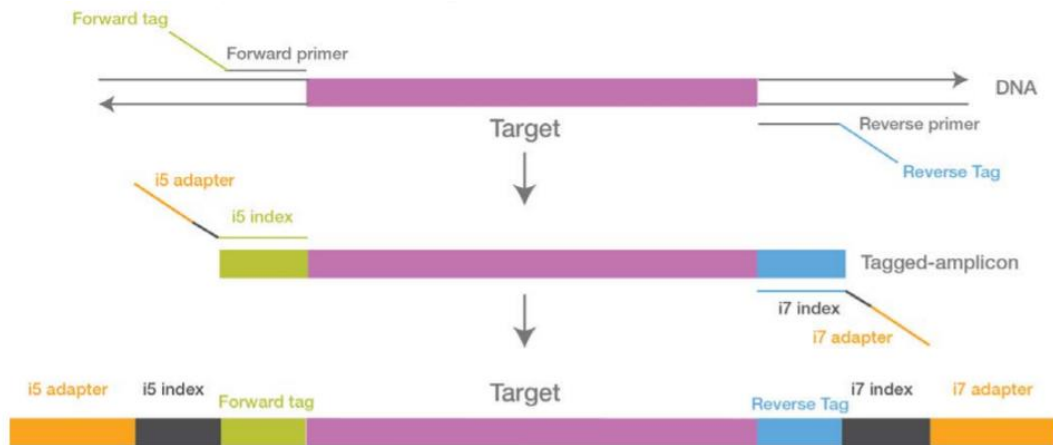 Forward tag
Forward primer
DNA
Target
Reverse primer
Reverse Tag
i5 adapter
i5 index
Tagged-amplicon
i7 index
i7 adapter
i5 adapter
i5 index
Forward tag
Target
Reverse Tag
i7 index
i7 adapter